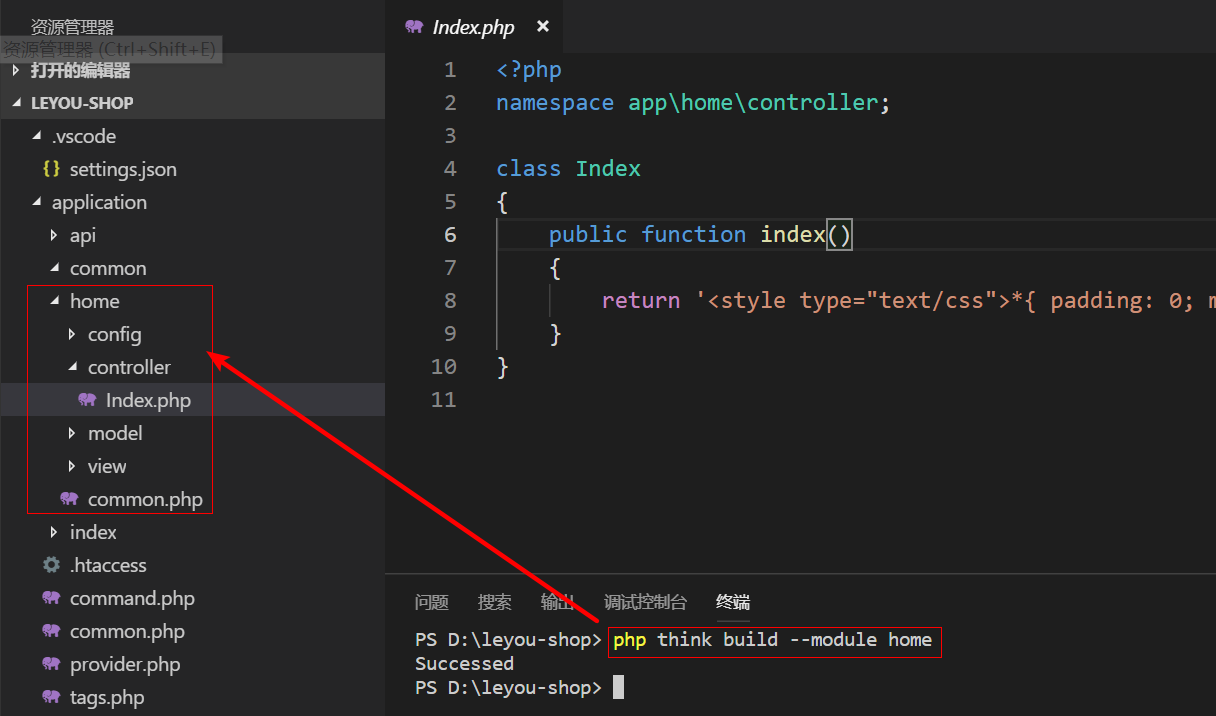 资源管理器
资源管理器 (Ctrl+Shift+E)
打开的编辑器
LEYOU-SHOP
.vscode
{} settings.json
application
api
common
home
config
controller
Index.php
model
view
common.php
index
.htaccess
command.php
common.php
provider.php
tags.php
Index.php ×
1 <?php
2 namespace app\home\controller;
3
4 class Index
5 {
6 public function index()
7 {
8 return '<style type="text/css">*{ padding: 0; m
9 }
10 }
11
问题 搜索 输出 调试控制台 终端
PS D:\leyou-shop> php think build --module home
Successed
PS D:\leyou-shop>